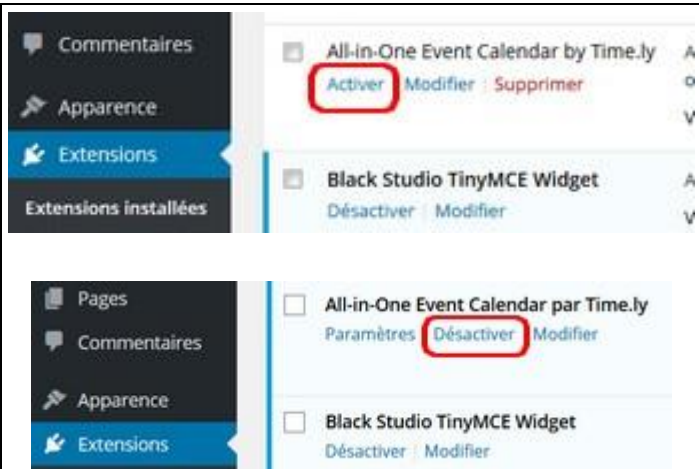 Commentaires
Apparence
Extensions
Extensions installées
All-in-One Event Calendar by Time.ly
Activer Modifier Supprimer
Black Studio TinyMCE Widget
Désactiver Modifier
A
o
V
A
V
Pages
Commentaires
Apparence
Extensions
All-in-One Event Calendar par Time.ly
Paramètres Désactiver Modifier
Black Studio TinyMCE Widget
Désactiver Modifier